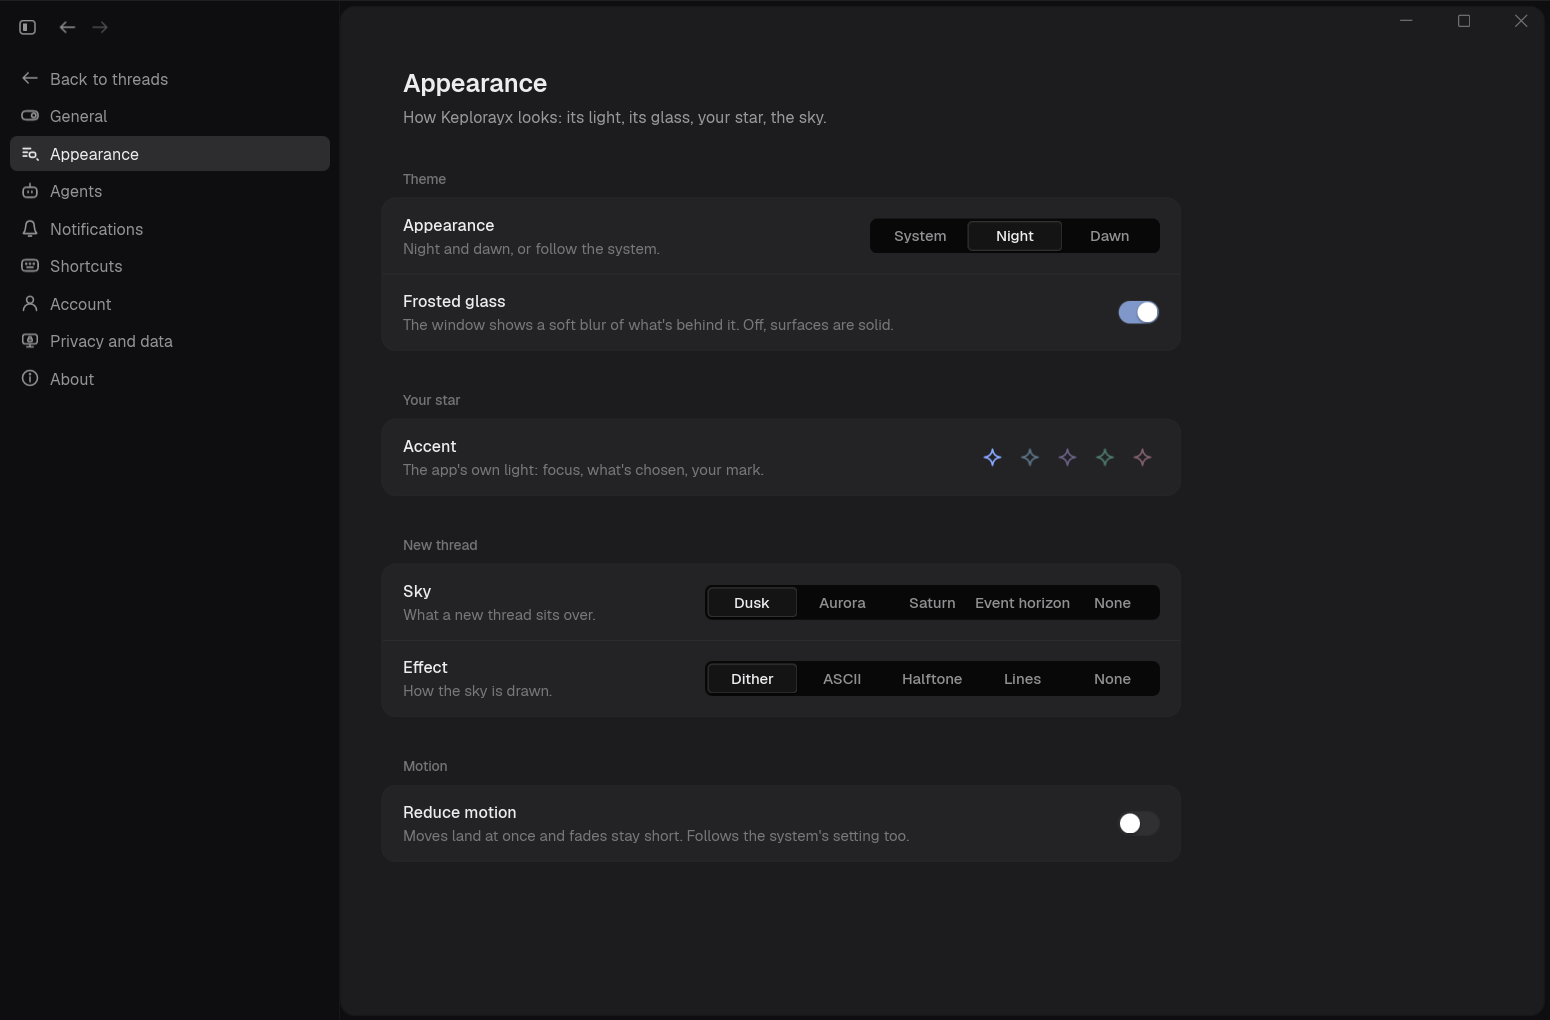 Back to threads
General
Appearance
Agents
Notifications
Shortcuts
Account
Privacy and data
About
Appearance
How Keplorayx looks: its light, its glass, your star, the sky.
Theme
Appearance
Night and dawn, or follow the system.
System Night Dawn
Frosted glass
The window shows a soft blur of what's behind it. Off, surfaces are solid.
Your star
Accent
The app's own light: focus, what's chosen, your mark.
New thread
Sky
What a new thread sits over.
Dusk Aurora Saturn Event horizon None
Effect
How the sky is drawn.
Dither ASCII Halftone Lines None
Motion
Reduce motion
Moves land at once and fades stay short. Follows the system's setting too.